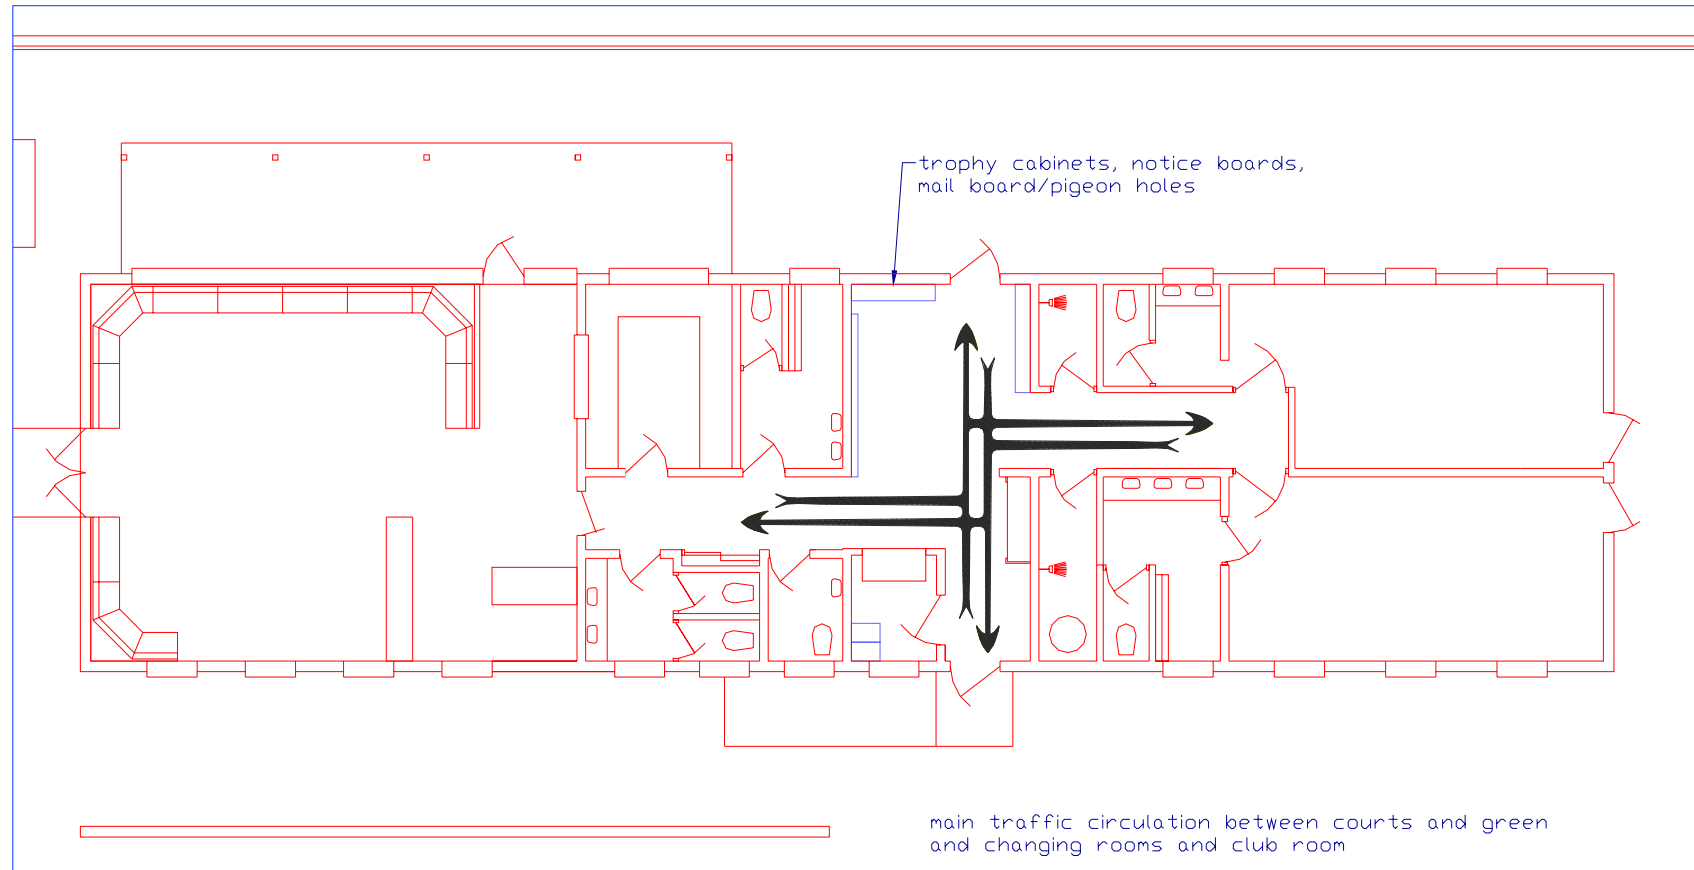 trophy cabinets, notice boards,
mail board/pigeon holes
main traffic circulation between courts and green
and changing rooms and club room